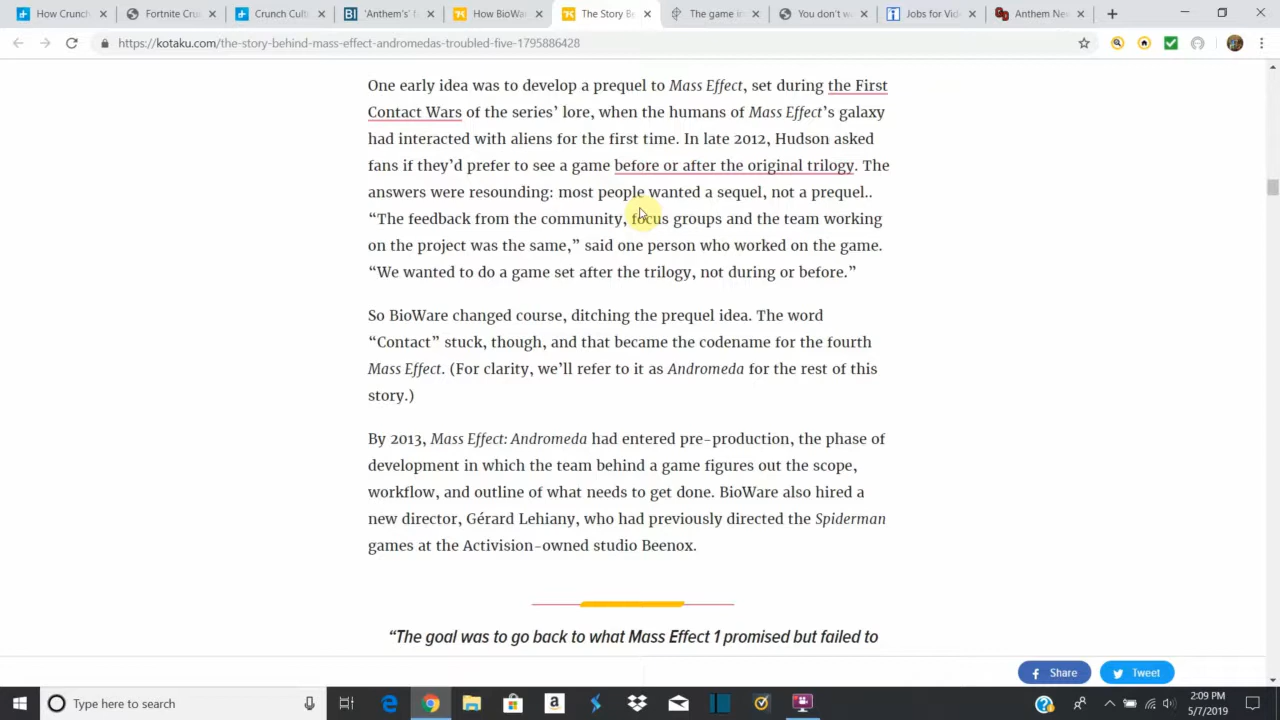 How Crunch
Fortnite Cru
Crunch Cult
'Anthem's' 
How BioWar
The Story Be
The game in
You don't w
Jobs for Vid
Anthem Nev
https://kotaku.com/the-story-behind-mass-effect-andromedas-troubled-five-1795886428
One early idea was to develop a prequel to Mass Effect, set during the First
Contact Wars of the series' lore, when the humans of Mass Effect's galaxy
had interacted with aliens for the first time. In late 2012, Hudson asked
fans if they'd prefer to see a game before or after the original trilogy. The
answers were resounding: most people wanted a sequel, not a prequel..
“The feedback from the community, focus groups and the team working
on the project was the same,” said one person who worked on the game.
“We wanted to do a game set after the trilogy, not during or before.”
So BioWare changed course, ditching the prequel idea. The word
“Contact” stuck, though, and that became the codename for the fourth
Mass Effect. (For clarity, we'll refer to it as Andromeda for the rest of this
story.)
By 2013, Mass Effect: Andromeda had entered pre-production, the phase of
development in which the team behind a game figures out the scope,
workflow, and outline of what needs to get done. BioWare also hired a
new director, Gérard Lehiany, who had previously directed the Spiderman
games at the Activision-owned studio Beenox.
“The goal was to go back to what Mass Effect 1 promised but failed to
Share
Tweet
Type here to search
2:09 PM
5/7/2019